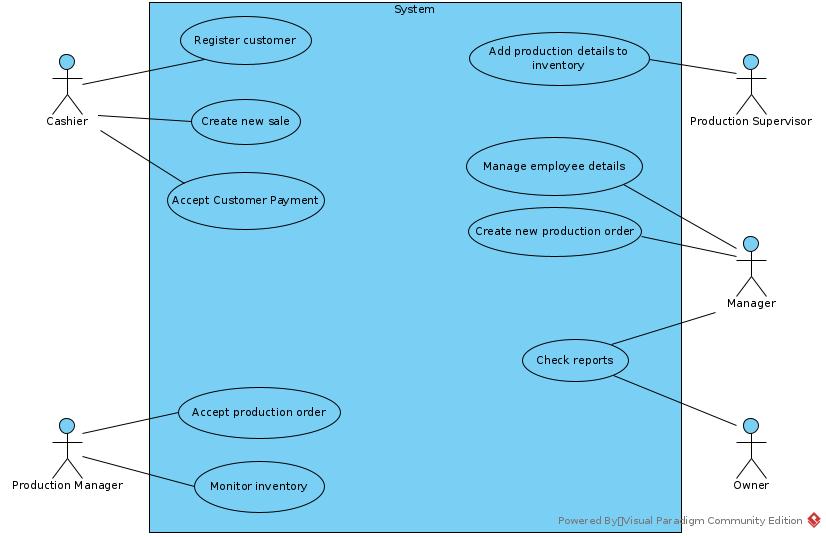 System
Register customer
Add production details to
inventory
Cashier
Create new sale
Production Supervisor
Manage employee details
Accept Customer Payment
Create new production order
Manager
Check reports
Accept production order
Production Manager
Monitor inventory
Owner
Powered By▯Visual Paradigm Community Edition